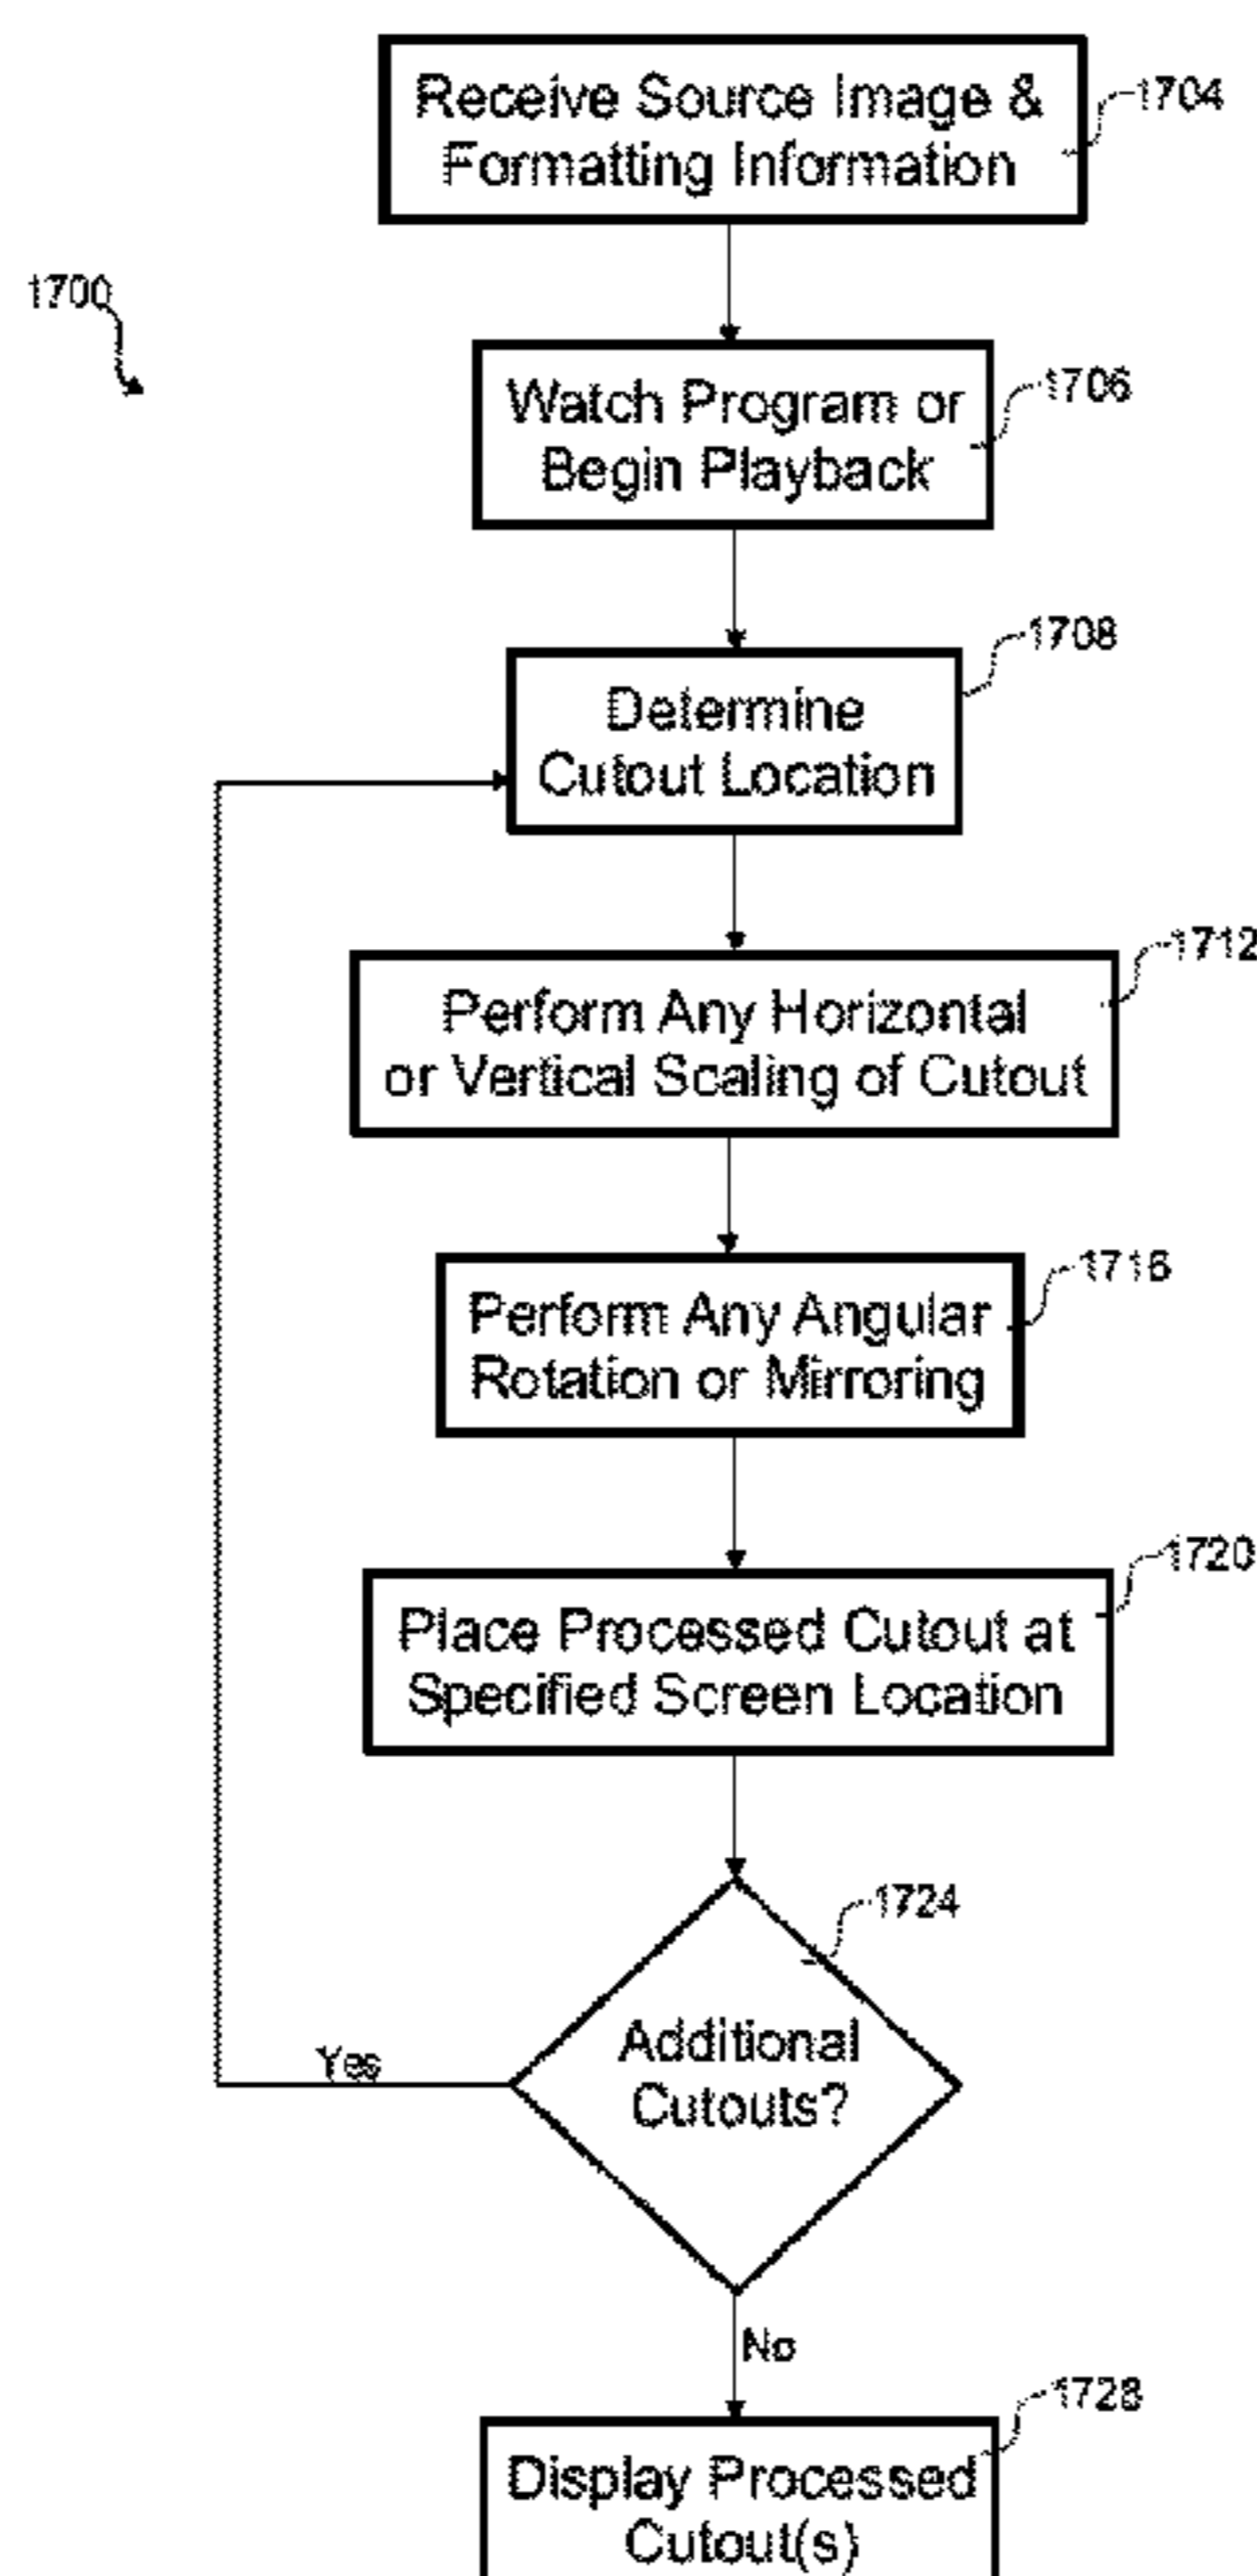 Receive Source Image &
Formatting Information
1704
1700
Watch Program or
Begin Playback
1706
Determine
Cutout Location
1708
Perform Any Horizontal
or Vertical Scaling of Cutout
1712
Perform Any Angular
Rotation or Mirroring
1716
Place Processed Cutout at
Specified Screen Location
1720
Additional
Cutouts?
1724
Yes
No
Display Processed
Cutout(s)
1728